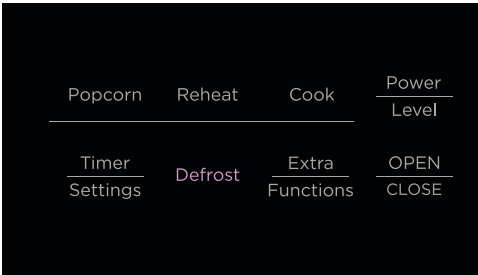 Popcorn Reheat Cook Power
Level
Timer Defrost Extra OPEN
Settings Functions CLOSE